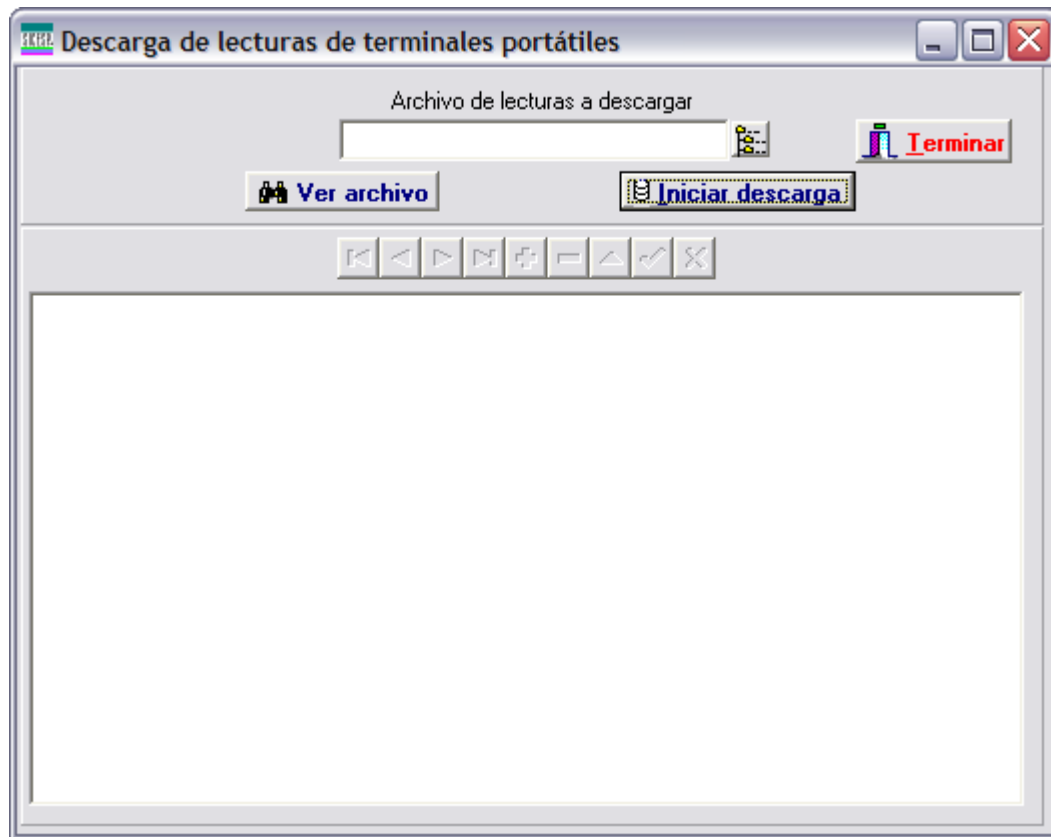 Descarga de lecturas de terminales portátiles
Archivo de lecturas a descargar
Terminar
Ver archivo
Iniciar descarga